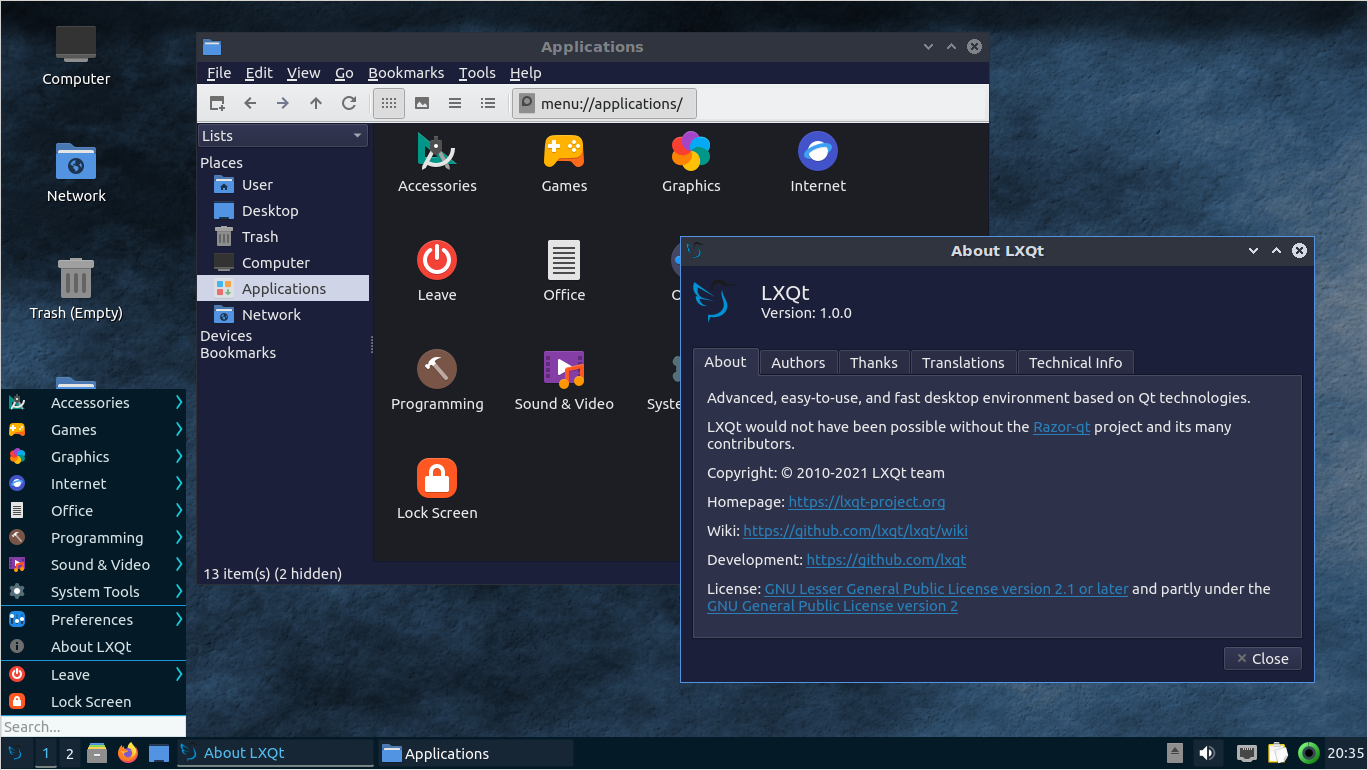 Computer
Network
Trash (Empty)
Applications
File Edit View Go Bookmarks Tools Help
menu://applications/
Lists
Places
User
Desktop
Trash
Computer
Applications
Network
Devices
Bookmarks
Accessories Games Graphics Internet
Leave Office
Programming Sound & Video
Lock Screen
13 item(s) (2 hidden)
About LXQt
LXQt
Version: 1.0.0
About Authors Thanks Translations Technical Info
Advanced, easy-to-use, and fast desktop environment based on Qt technologies.
LXQt would not have been possible without the Razor-qt project and its many
contributors.
Copyright: © 2010-2021 LXQt team
Homepage: https://lxqt-project.org
Wiki: https://github.com/lxqt/lxqt/wiki
Development: https://github.com/lxqt
License: GNU Lesser General Public License version 2.1 or later and partly under the
GNU General Public License version 2
Close
Accessories
Games
Graphics
Internet
Office
Programming
Sound & Video
System Tools
Preferences
About LXQt
Leave
Lock Screen
Search...
1 2 About LXQt Applications 20:35